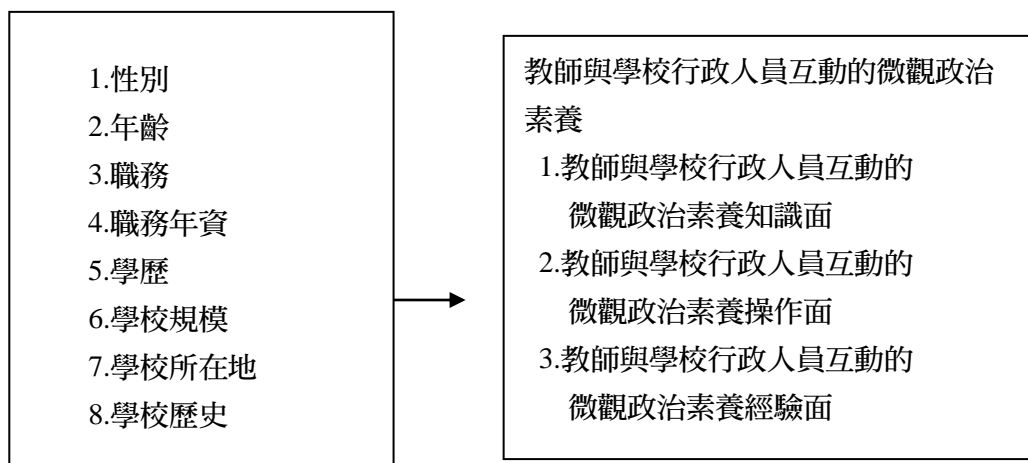 1.性別
2.年齡
3.職務
4.職務年資
5.學歷
6.學校規模
7.學校所在地
8.學校歷史
教師與學校行政人員互動的微觀政治
素養
1.教師與學校行政人員互動的
微觀政治素養知識面
2.教師與學校行政人員互動的
微觀政治素養操作面
3.教師與學校行政人員互動的
微觀政治素養經驗面